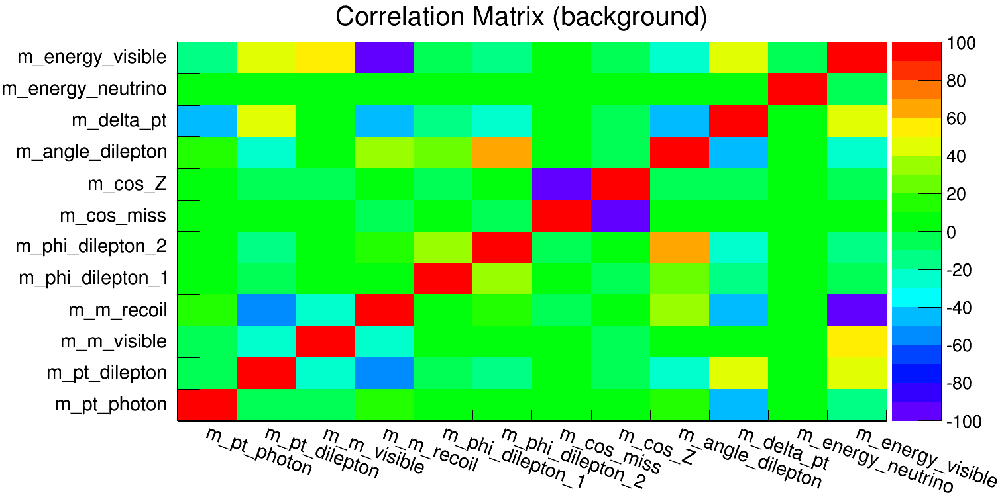 Correlation Matrix (background)
m_energy_visible
m_energy_neutrino
m_delta_pt
m_angle_dilepton
m_cos_Z
m_cos_miss
m_phi_dilepton_2
m_phi_dilepton_1
m_m_recoil
m_m_visible
m_pt_dilepton
m_pt_photon
m_pt_photon
m_pt_dilepton
m_m_visible
m_m_recoil
m_phi_dilepton_1
m_phi_dilepton_2
m_cos_miss
m_cos_Z
m_angle_dilepton
m_delta_pt
m_energy_neutrino
m_energy_visible
100
80
60
40
20
0
-20
-40
-60
-80
-100